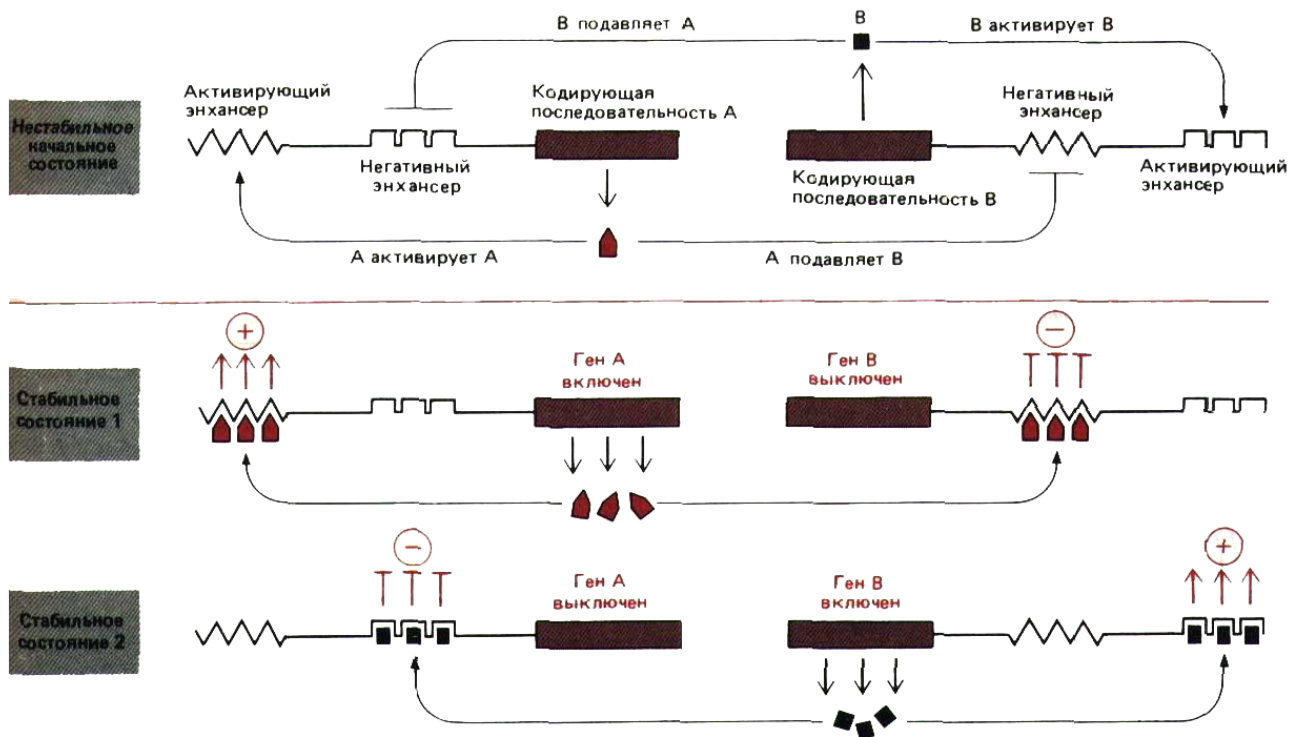 В подавляет А
В
В активирует В
Нестабильное
начальное
состояние
Активирующий
энхансер
Негативный
энхансер
Кодирующая
последовательность А
Кодирующая
последовательность В
Негативный
энхансер
Активирующий
энхансер
А активирует А
А подавляет В
Стабильное
состояние 1
+
Ген А
включен
Ген В
выключен
−
Стабильное
состояние 2
−
Ген А
выключен
Ген В
включен
+